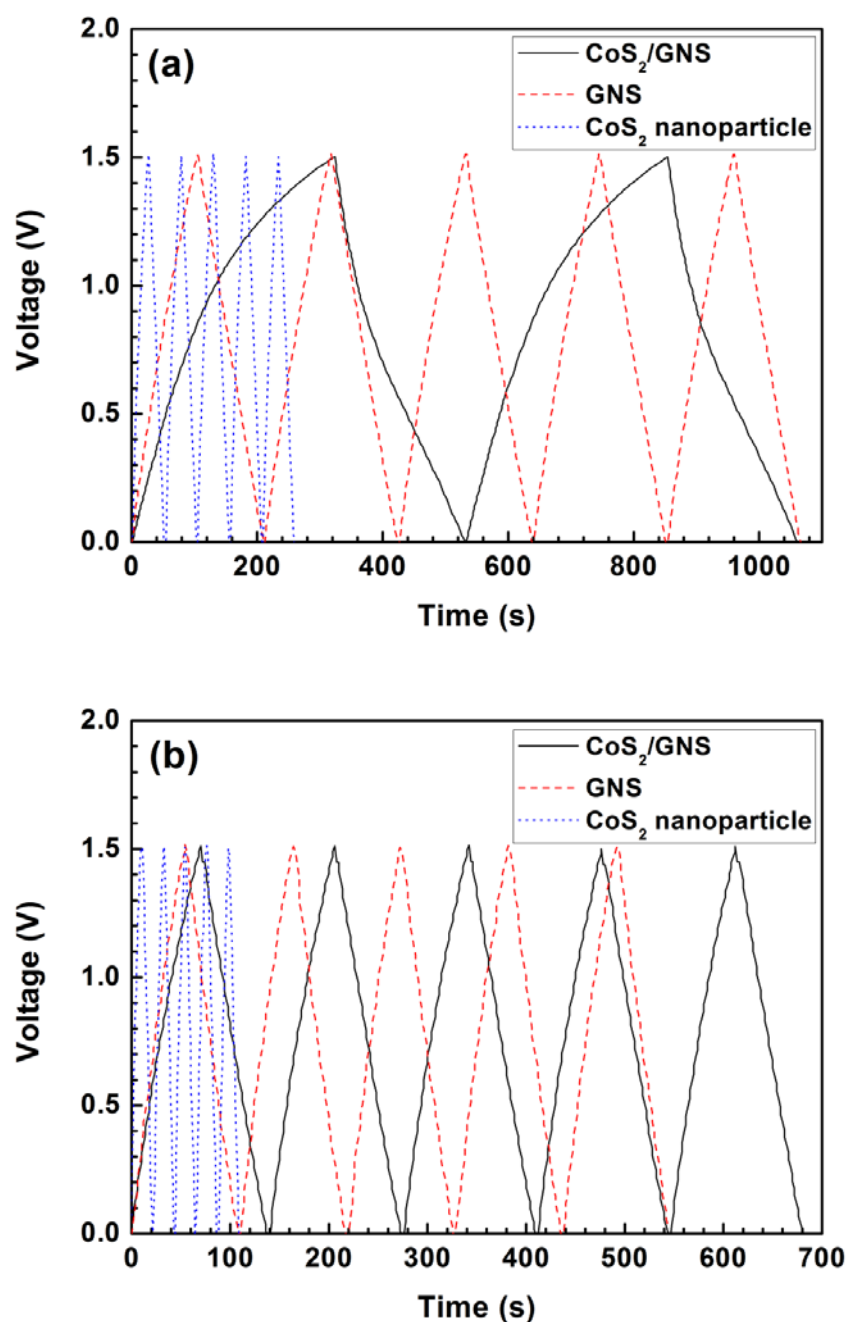 (a)
CoS₂/GNS
GNS
CoS₂ nanoparticle
Voltage (V)
2.0
1.5
1.0
0.5
0.0
0 200 400 600 800 1000
Time (s)
(b)
CoS₂/GNS
GNS
CoS₂ nanoparticle
Voltage (V)
2.0
1.5
1.0
0.5
0.0
0 100 200 300 400 500 600 700
Time (s)